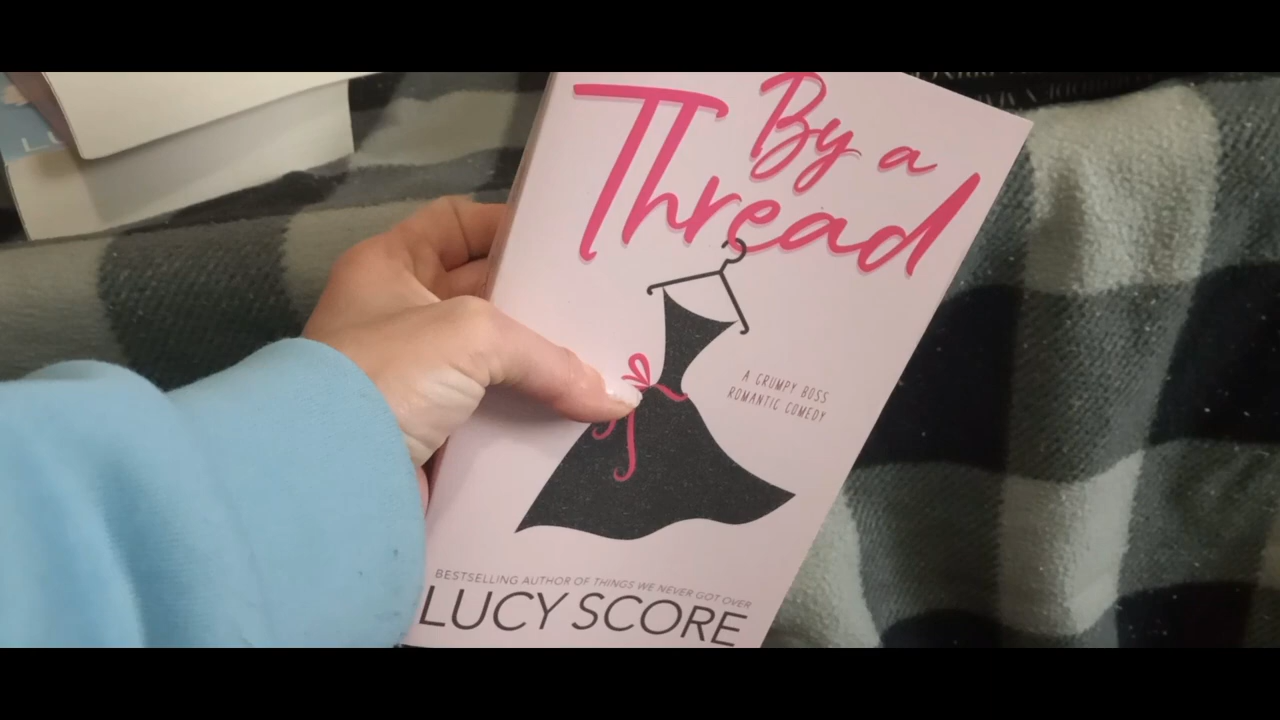 By a
Thread
A GRUMPY BOSS
ROMANTIC COMEDY
BESTSELLING AUTHOR OF THINGS WE NEVER GOT OVER
LUCY SCORE